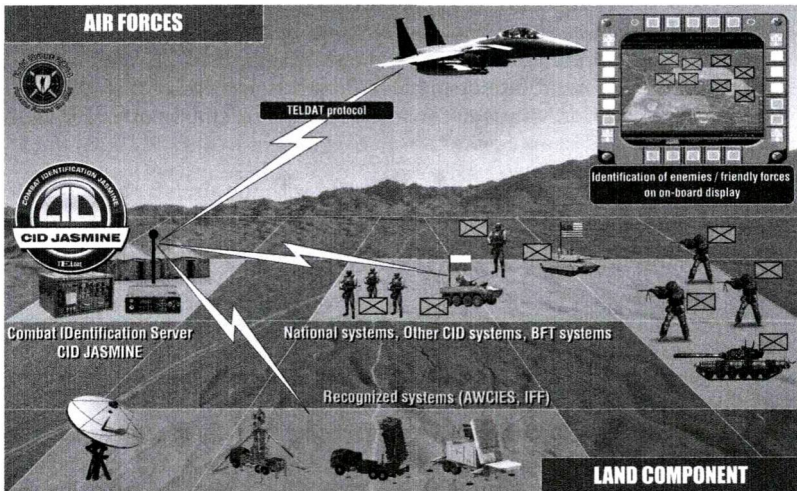 AIR FORCES
TELDAT protocol
Identification of enemies / friendly forces
on on-board display
COMBAT IDENTIFICATION JASMINE
CID
CID JASMINE
TELDAT
Combat IDentification Server
CID JASMINE
National systems, Other CID systems, BFT systems
Recognized systems (AWCIES, IFF)
LAND COMPONENT